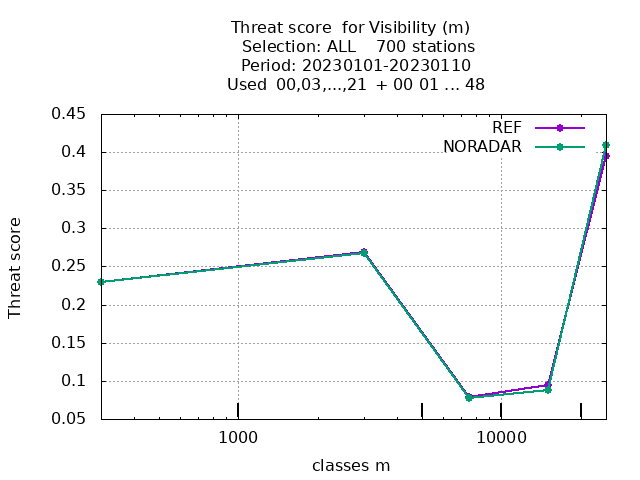 Threat score  for Visibility (m)
Selection: ALL    700 stations
Period: 20230101-20230110
Used  00,03,...,21  + 00 01 ... 48
0.45
REF
NORADAR
0.4
0.35
0.3
0.25
0.2
0.15
0.1
0.05
Threat score
1000
10000
classes m